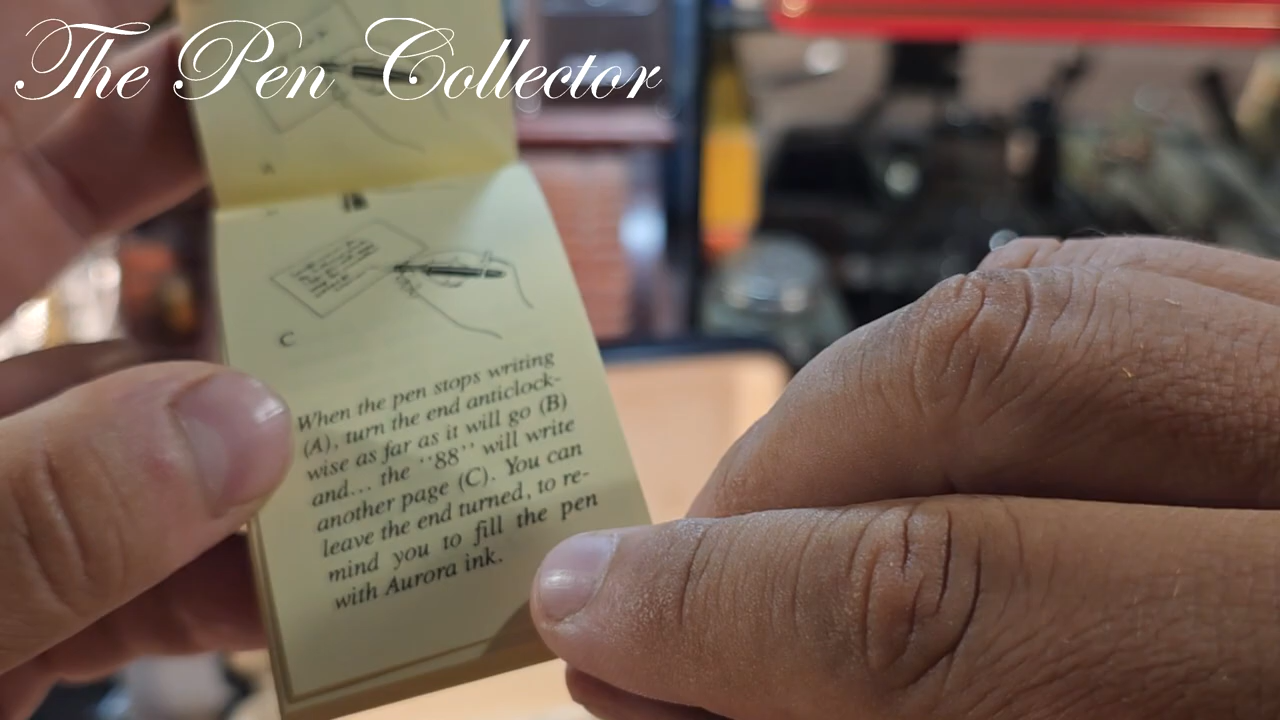 The Pen Collector
A
C
When the pen stops writing
(A), turn the end anticlock-
wise as far as it will go (B)
and... the ''88'' will write
another page (C). You can
leave the end turned, to re-
mind you to fill the pen
with Aurora ink.